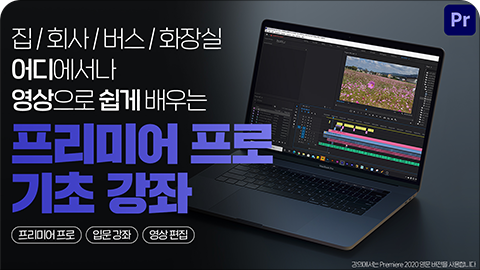 집 / 회사 / 버스 / 화장실
어디에서나
영상으로 쉽게 배우는
프리미어 프로
기초 강좌
프리미어 프로
입문 강좌
영상 편집
Pr
강의에서는 Premiere 2020 영문 버전을 사용합니다